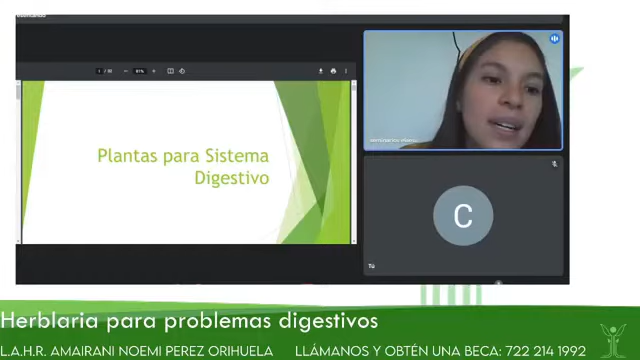 Plantas para Sistema
Digestivo
C
Tú
Herblaria para problemas digestivos
L.A.H.R. AMAIRANI NOEMI PEREZ ORIHUELA LLÁMANOS Y OBTÉN UNA BECA: 722 214 1992